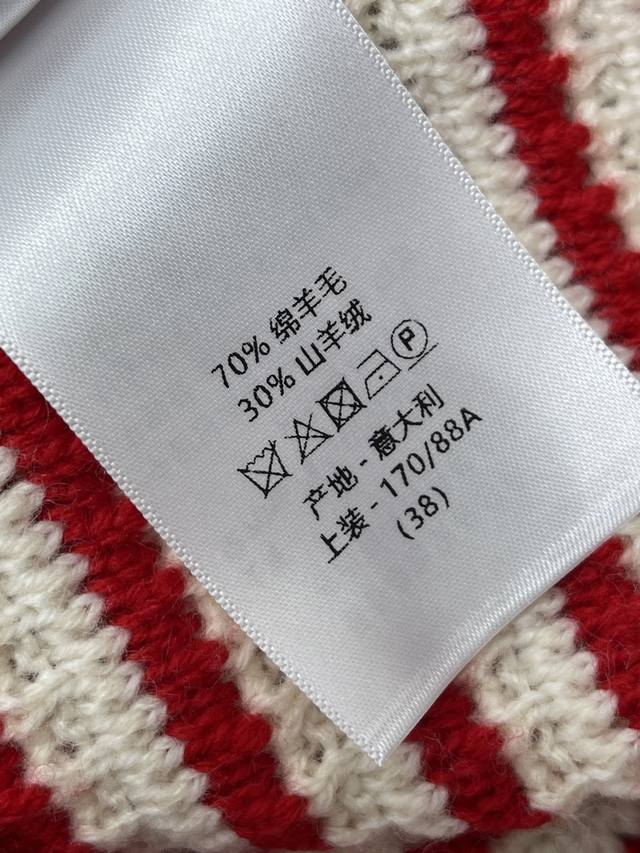 70% 绵羊毛
30% 山羊绒
P
产地 - 意大利
上装 - 170/88A
(38)